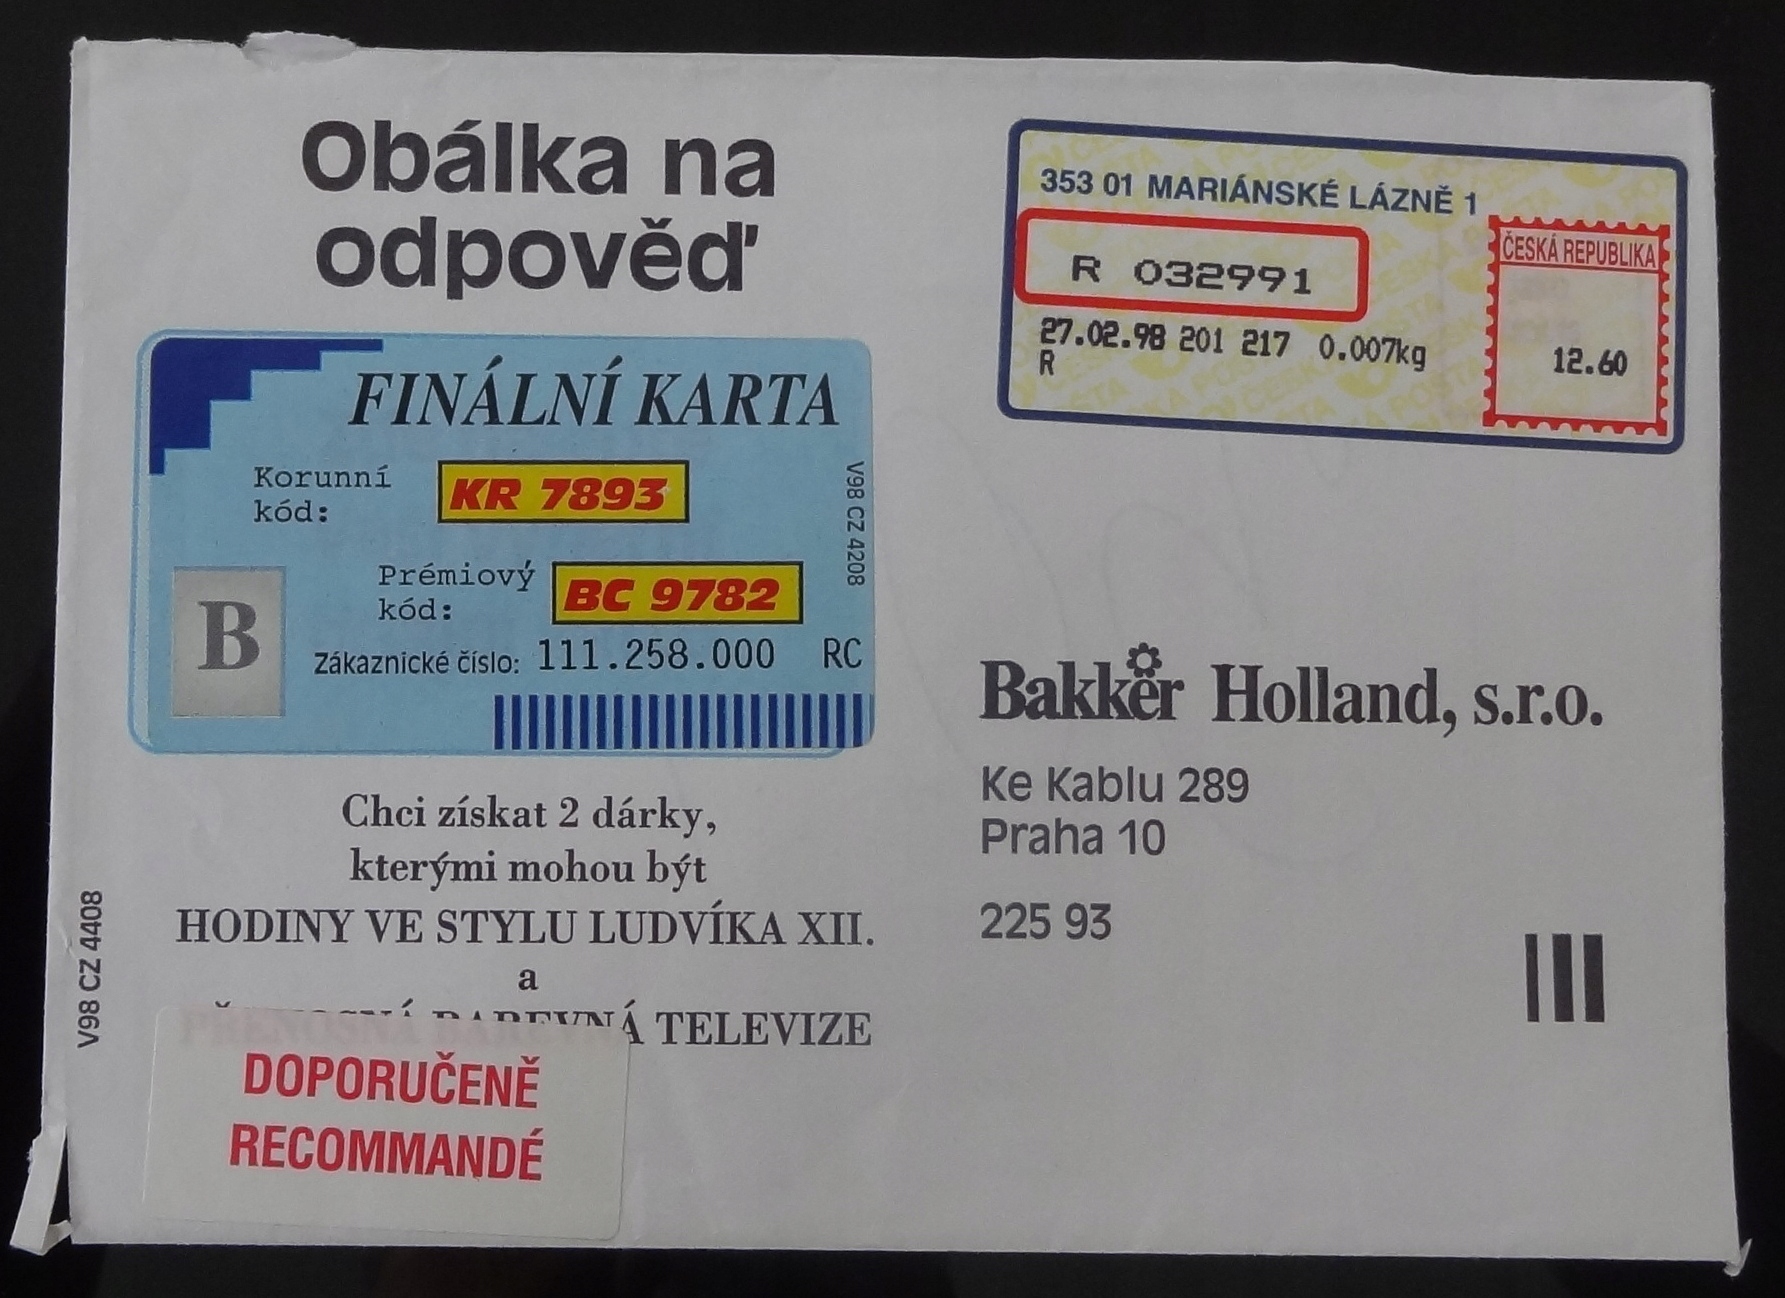 Obálka na
odpověď
353 01 MARIÁNSKÉ LÁZNĚ 1
R 032991
27.02.98 201 217 0.007kg
R
ČESKÁ REPUBLIKA
12.60
FINÁLNÍ KARTA
Korunní
kód:
KR 7893
Prémiový
kód:
BC 9782
B
Zákaznické číslo: 111.258.000 RC
V98 CZ 4208
Chci získat 2 dárky,
kterými mohou být
HODINY VE STYLU LUDVÍKA XII.
a
PŘENOSNÁ BAREVNÁ TELEVIZE
V98 CZ 4408
DOPORUČENĚ
RECOMMANDÉ
Bakker Holland, s.r.o.
Ke Kablu 289
Praha 10
225 93